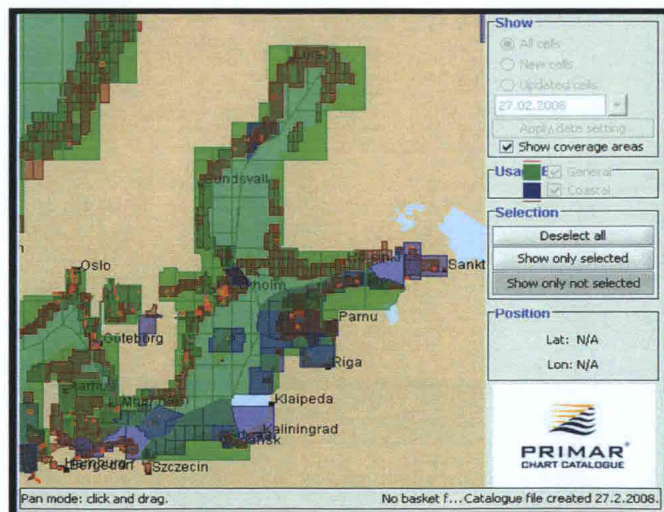 Show
All cells
New cells
Updated cells
27.02.2008
Apply date setting
Show coverage areas
General
Coastal
Selection
Deselect all
Show only selected
Show only not selected
Position
Lat: N/A
Lon: N/A
PRIMAR
CHART CATALOGUE
Oslo
Sankt
Göteborg
Parnu
Riga
Klaipeda
Kaliningrad
Szczecin
Pan mode: click and drag.
No basket f... Catalogue file created 27.2.2008.